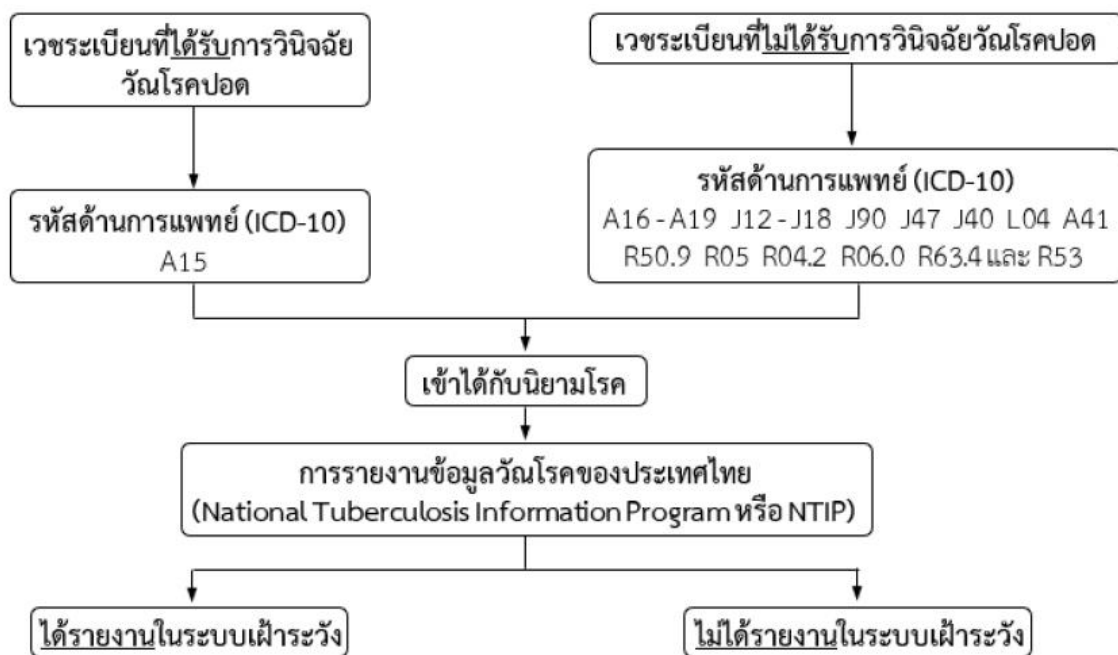 เวชระเบียนที่ได้รับการวินิจฉัย
วัณโรคปอด
เวชระเบียนที่ไม่ได้รับการวินิจฉัยวัณโรคปอด
รหัสด้านการแพทย์ (ICD-10)
A15
รหัสด้านการแพทย์ (ICD-10)
A16 - A19 J12 - J18 J90 J47 J40 L04 A41
R50.9 R05 R04.2 R06.0 R63.4 และ R53
เข้าได้กับนิยามโรค
การรายงานข้อมูลวัณโรคของประเทศไทย
(National Tuberculosis Information Program หรือ NTIP)
ได้รายงานในระบบเฝ้าระวัง
ไม่ได้รายงานในระบบเฝ้าระวัง